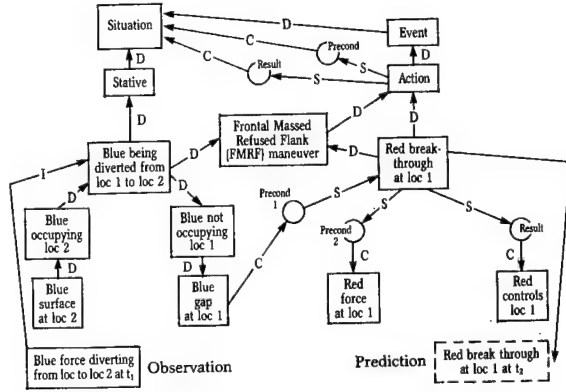 Situation
D
Event
C
Precond
D
D
C
Result
S
S
Action
Stative
D
D
D
Frontal Massed
Refused Flank
{FMRF} maneuver
Blue being
diverted from
loc 1 to loc 2
D
D
Red break-
through
at loc 1
I
D
D
Precond
1
S
S
S
Blue
occupying
loc 2
Blue not
occupying
loc 1
Precond
2
Result
D
D
C
C
C
Blue
surface
at loc 2
Blue
gap
at loc 1
Red
force at
loc 1
Red
controls
loc 1
Blue force diverting
from loc to loc 2 at t₁
Observation
Prediction
Red break through
at loc 1 at t₂